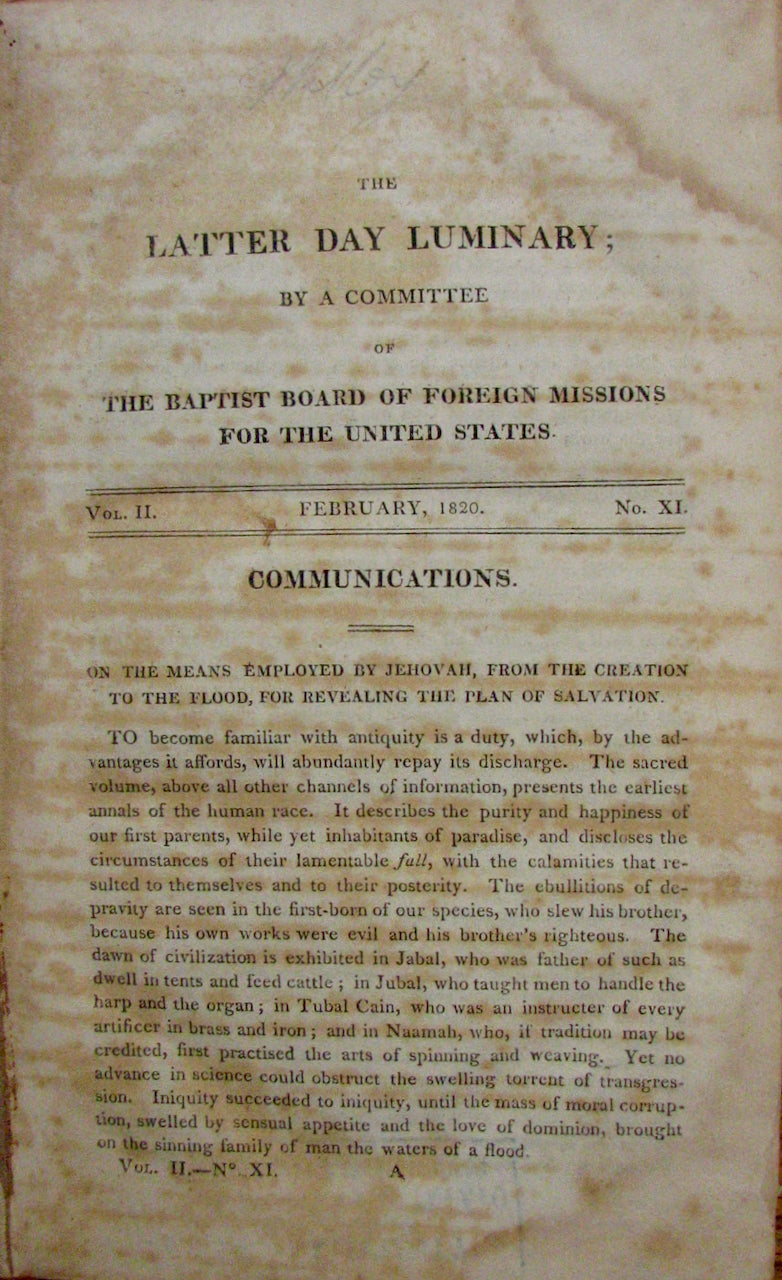 THE
LATTER DAY LUMINARY;
BY A COMMITTEE
OF
THE BAPTIST BOARD OF FOREIGN MISSIONS
FOR THE UNITED STATES.
VOL. II. FEBRUARY, 1820. No. XI.
COMMUNICATIONS.
ON THE MEANS EMPLOYED BY JEHOVAH, FROM THE CREATION
TO THE FLOOD, FOR REVEALING THE PLAN OF SALVATION.
TO become familiar with antiquity is a duty, which, by the ad-
vantages it affords, will abundantly repay its discharge. The sacred
volume, above all other channels of information, presents the earliest
annals of the human race. It describes the purity and happiness of
our first parents, while yet inhabitants of paradise, and discloses the
circumstances of their lamentable fall, with the calamities that re-
sulted to themselves and to their posterity. The ebullitions of de-
pravity are seen in the first-born of our species, who slew his brother,
because his own works were evil and his brother's righteous. The
dawn of civilization is exhibited in Jabal, who was father of such as
dwell in tents and feed cattle; in Jubal, who taught men to handle the
harp and the organ; in Tubal Cain, who was an instructer of every
artificer in brass and iron; and in Naamah, who, if tradition may be
credited, first practised the arts of spinning and weaving. Yet no
advance in science could obstruct the swelling torrent of transgres-
sion. Iniquity succeeded to iniquity, until the mass of moral corrup-
tion, swelled by sensual appetite and the love of dominion, brought
on the sinning family of man the waters of a flood.
VOL. II.—N° XI. A